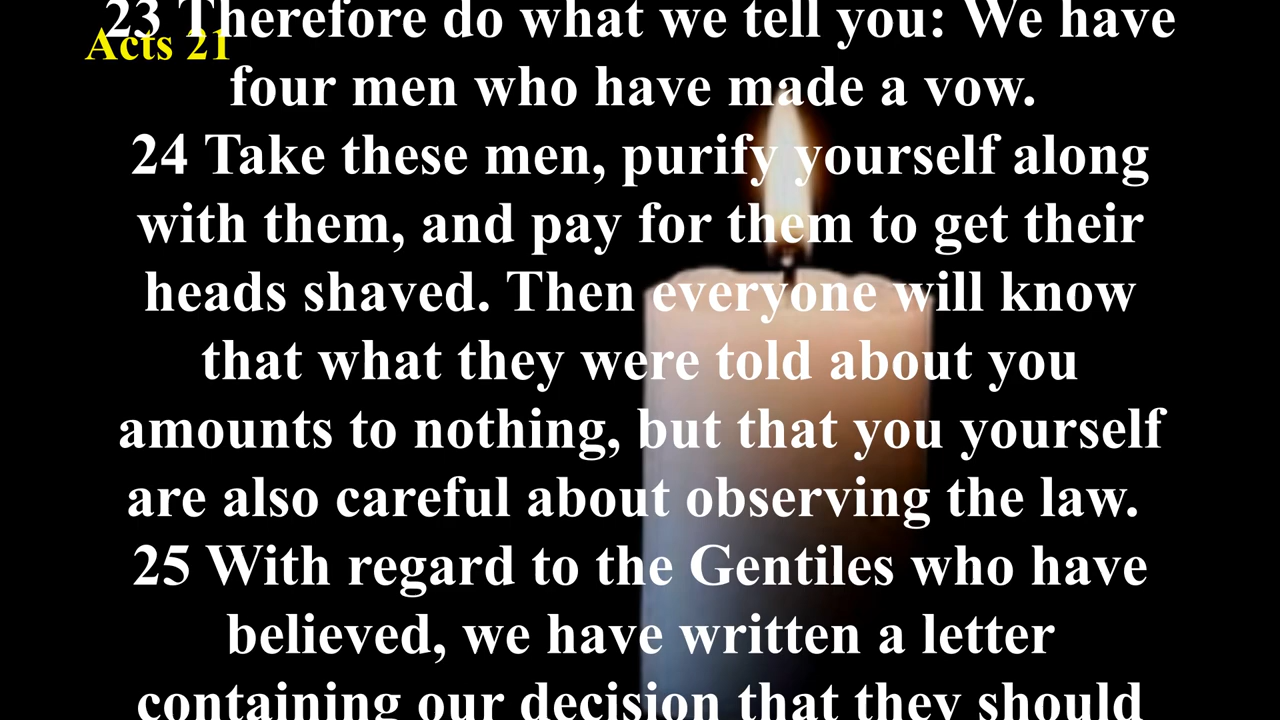 23 Therefore do what we tell you: We have
Acts 21
four men who have made a vow.
24 Take these men, purify yourself along
with them, and pay for them to get their
heads shaved. Then everyone will know
that what they were told about you
amounts to nothing, but that you yourself
are also careful about observing the law.
25 With regard to the Gentiles who have
believed, we have written a letter
containing our decision that they should